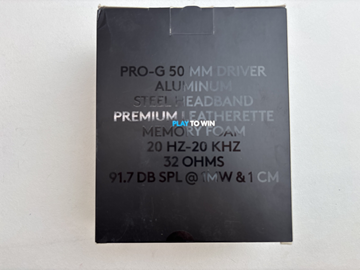 PRO-G 50 MM DRIVER
ALUMINUM
STEEL HEADBAND
PREMIUM LEATHERETTE
PLAY TO WIN
MEMORY FOAM
20 HZ-20 KHZ
32 OHMS
91.7 DB SPL @ 1MW & 1 CM